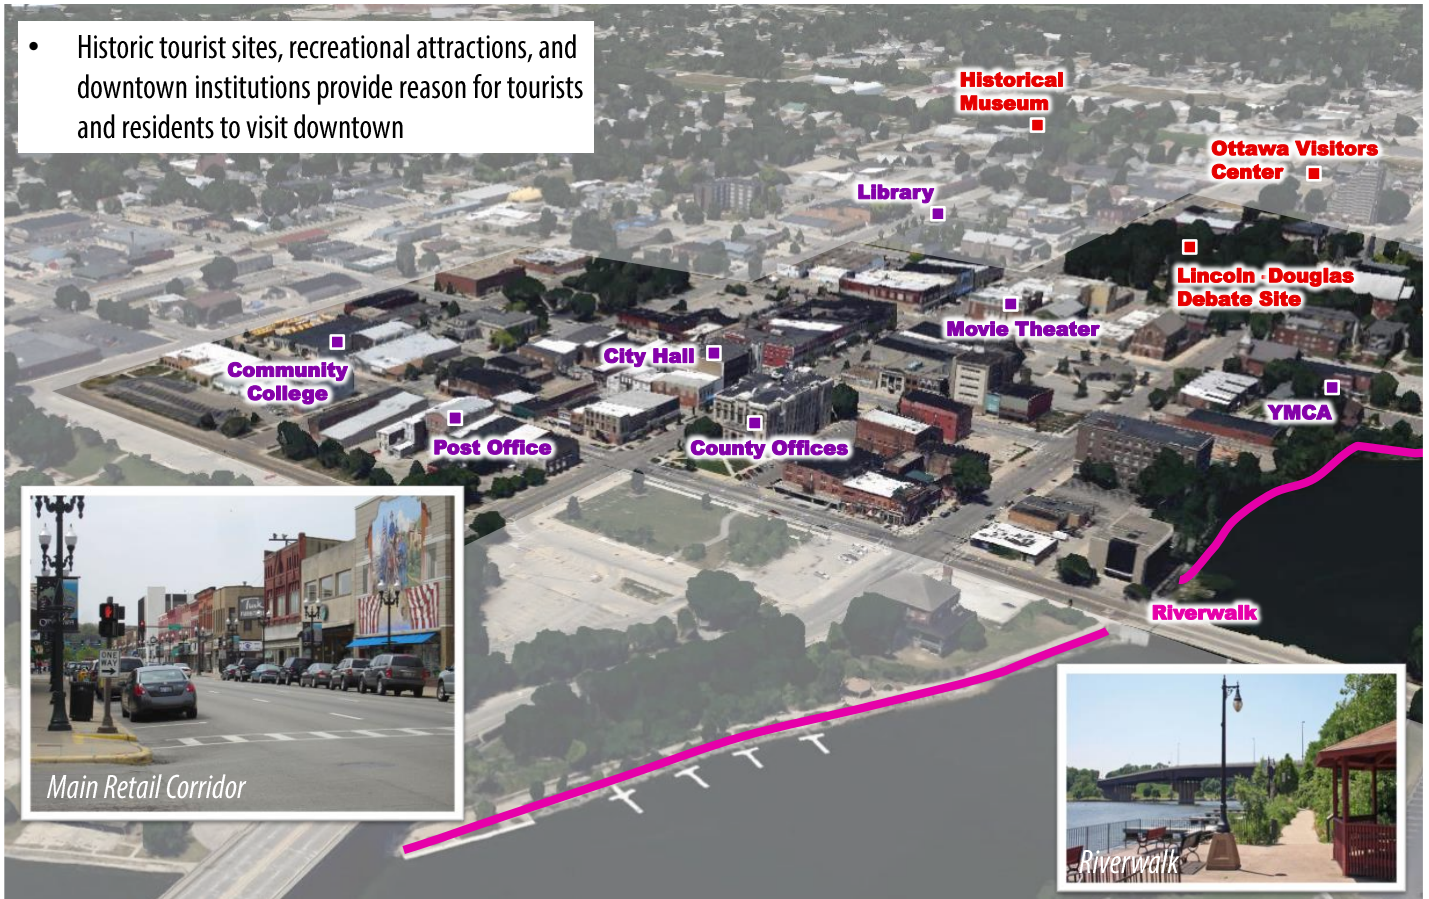 • Historic tourist sites, recreational attractions, and
downtown institutions provide reason for tourists
and residents to visit downtown
Historical
Museum
Ottawa Visitors
Center
Library
Lincoln - Douglas
Debate Site
Movie Theater
City Hall
Community
College
YMCA
Post Office
County Offices
Riverwalk
ONE
WAY
Main Retail Corridor
Riverwalk